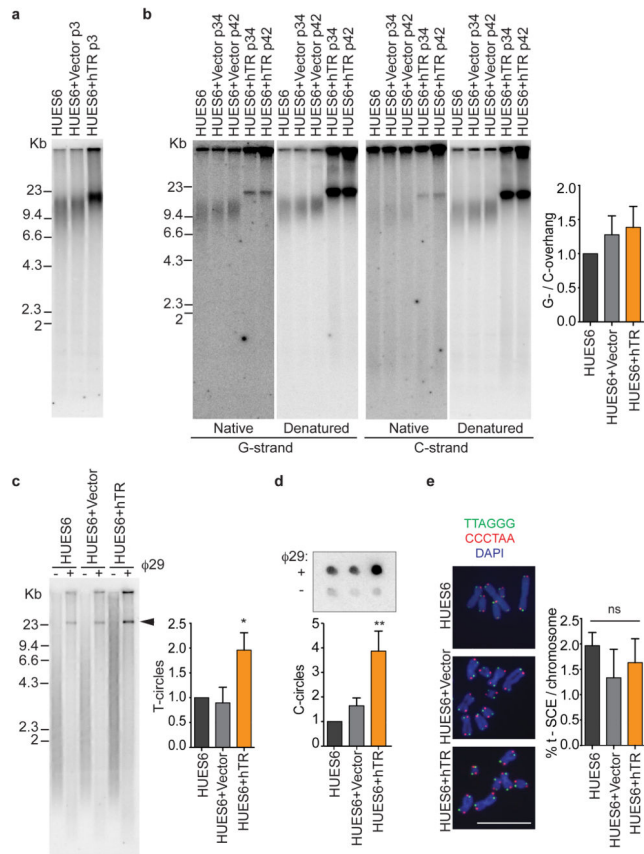 a
HUES6
HUES6+Vector p3
HUES6+hTR p3
Kb
23
9.4
6.6
4.3
2.3
2
b
HUES6
HUES6+Vector p34
HUES6+Vector p42
HUES6+hTR p34
HUES6+hTR p42
HUES6
HUES6+Vector p34
HUES6+Vector p42
HUES6+hTR p34
HUES6+hTR p42
HUES6
HUES6+Vector p34
HUES6+Vector p42
HUES6+hTR p34
HUES6+hTR p42
HUES6
HUES6+Vector p34
HUES6+Vector p42
HUES6+hTR p34
HUES6+hTR p42
Kb
23
9.4
6.6
4.3
2.3
2
Native
Denatured
Native
Denatured
G-strand
C-strand
G- / C-overhang
2.0
1.5
1.0
0.5
0.0
HUES6
HUES6+Vector
HUES6+hTR
c
HUES6
HUES6+Vector
HUES6+hTR
- + - + - + ϕ29
Kb
23
9.4
6.6
4.3
2.3
2
T-circles
2.5
2.0
1.5
1.0
0.5
0.0
*
HUES6
HUES6+Vector
HUES6+hTR
d
ϕ29:
+
-
C-circles
5
4
3
2
1
0
**
HUES6
HUES6+Vector
HUES6+hTR
e
TTAGGG
CCCTAA
DAPI
HUES6
HUES6+Vector
HUES6+hTR
% t - SCE / chromosome
2.5
2.0
1.5
1.0
0.5
0.0
ns
HUES6
HUES6+Vector
HUES6+hTR